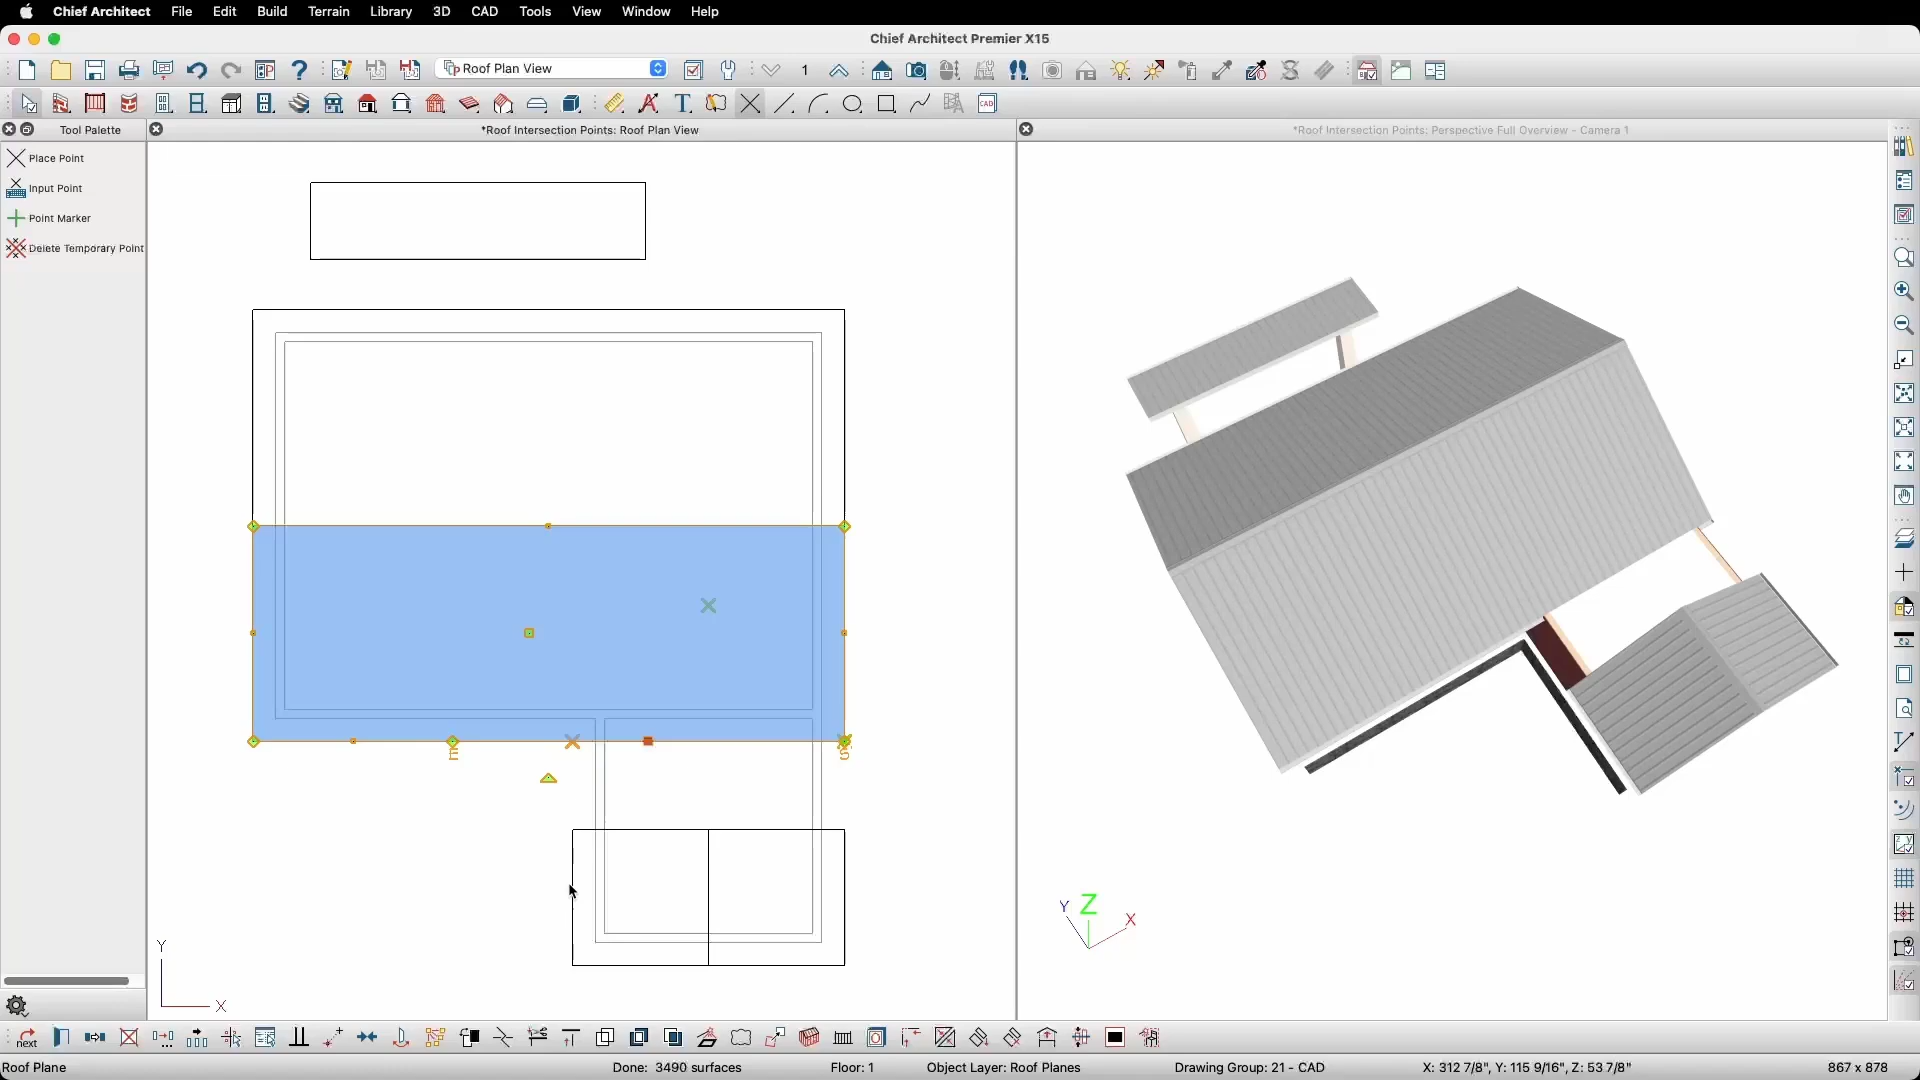 Chief Architect File Edit Build Terrain Library 3D CAD Tools View Window Help
Chief Architect Premier X15
Roof Plan View
1
CAD
Tool Palette
*Roof Intersection Points: Roof Plan View
*Roof Intersection Points: Perspective Full Overview - Camera 1
Place Point
Input Point
Point Marker
Delete Temporary Point
E
S
Y
X
Y
Z
X
next
Roof Plane
Done: 3490 surfaces
Floor: 1
Object Layer: Roof Planes
Drawing Group: 21 - CAD
X: 312 7/8", Y: 115 9/16", Z: 53 7/8"
867 x 878